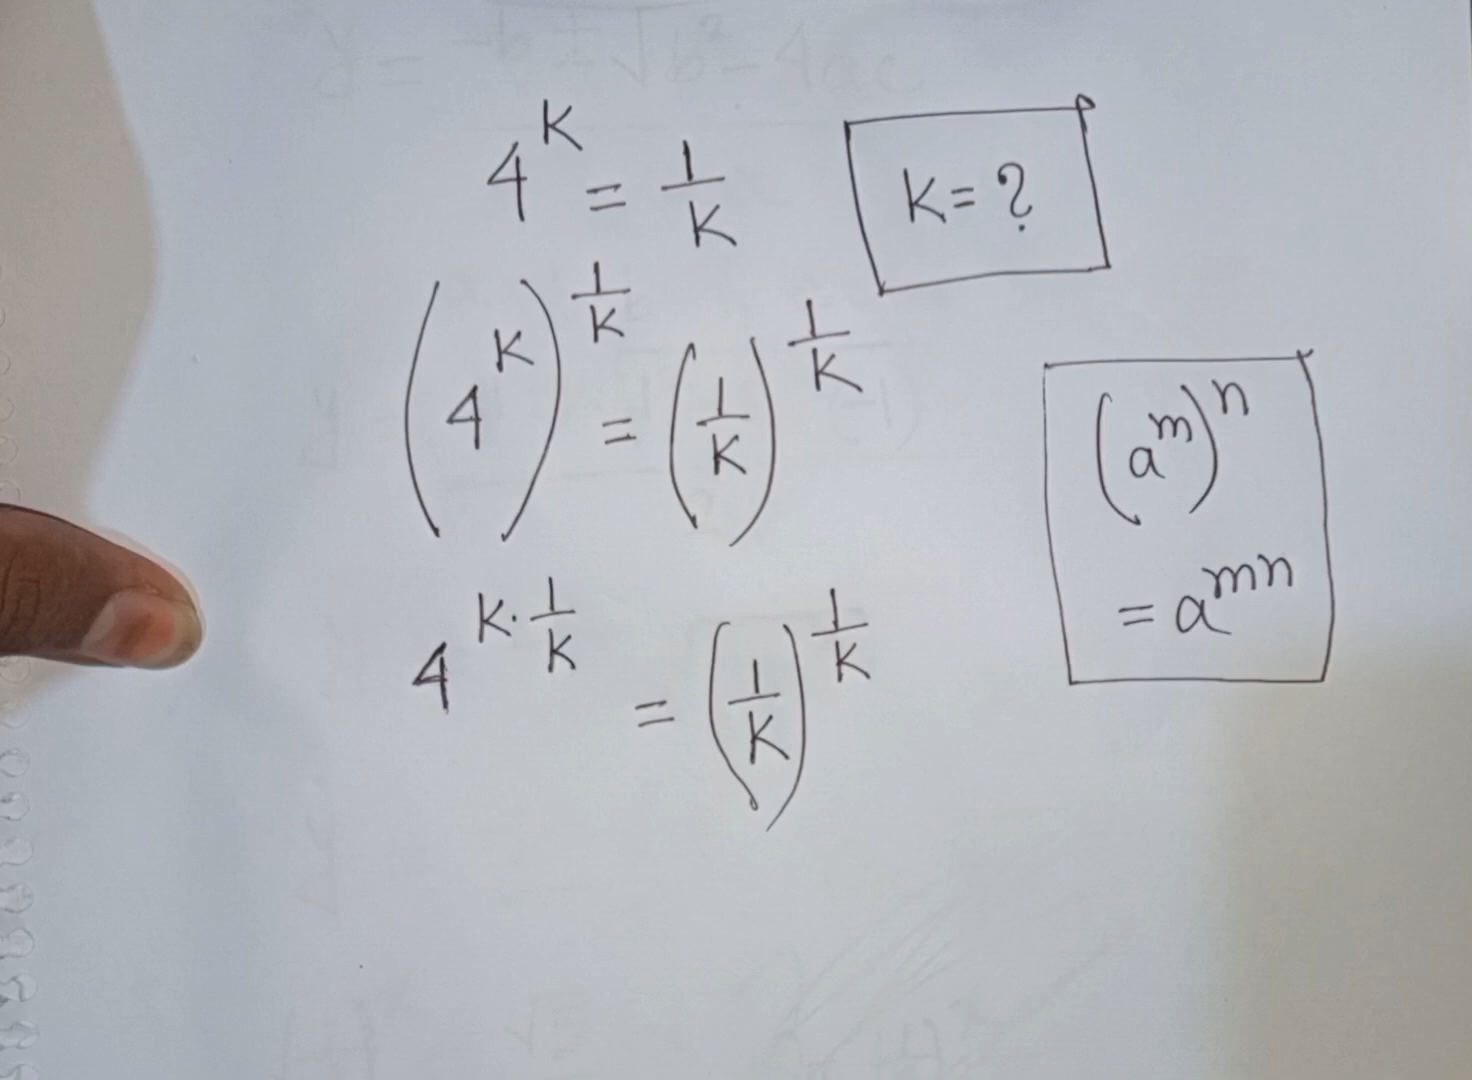 4^K = 1/K
K = ?
(4^K)^(1/K) = (1/K)^(1/K)
(a^m)^n
= a^(mn)
4^(K·1/K) = (1/K)^(1/K)